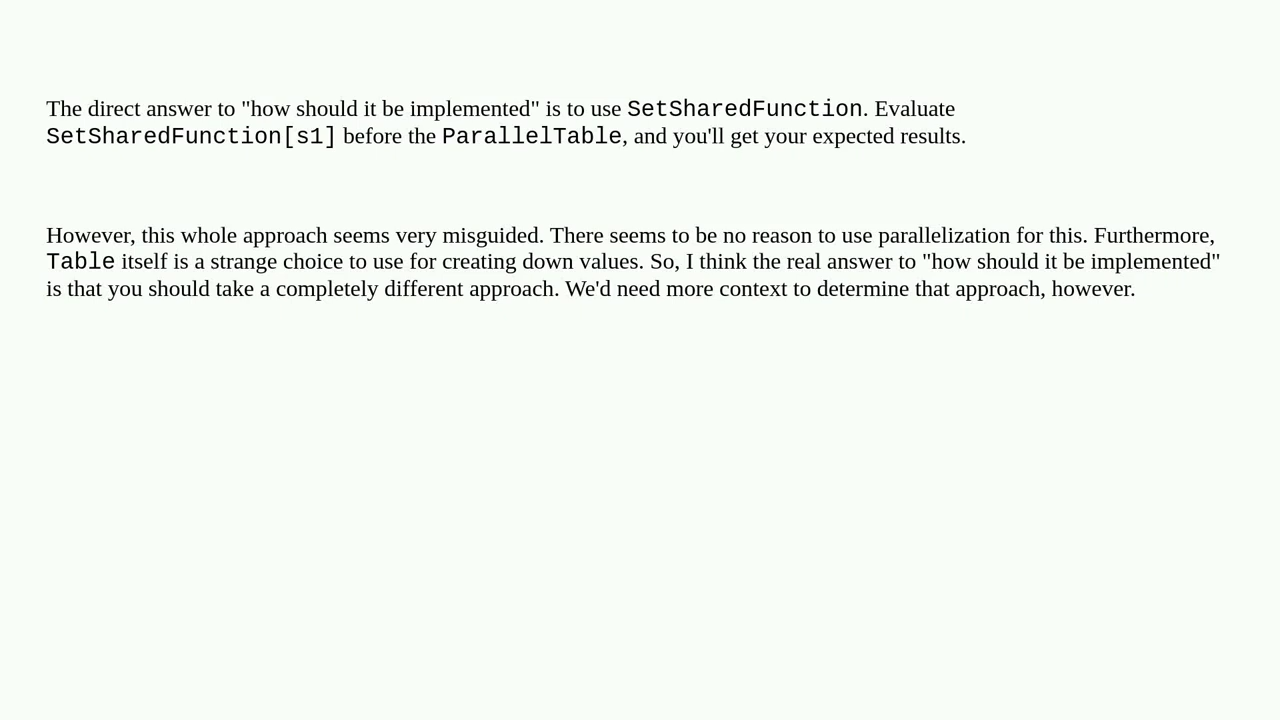 The direct answer to "how should it be implemented" is to use SetSharedFunction. Evaluate
SetSharedFunction[s1] before the ParallelTable, and you'll get your expected results.
However, this whole approach seems very misguided. There seems to be no reason to use parallelization for this. Furthermore,
Table itself is a strange choice to use for creating down values. So, I think the real answer to "how should it be implemented"
is that you should take a completely different approach. We'd need more context to determine that approach, however.